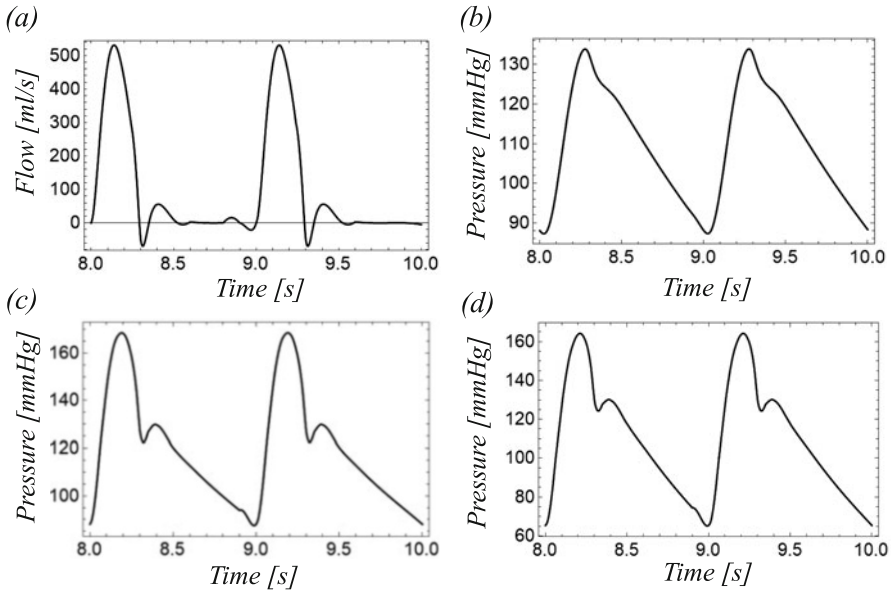 (a)
500
400
300
200
100
0
Flow [ml/s]
8.0 8.5 9.0 9.5 10.0
Time [s]
(b)
130
120
110
100
90
Pressure [mmHg]
8.0 8.5 9.0 9.5 10.0
Time [s]
(c)
160
140
120
100
Pressure [mmHg]
8.0 8.5 9.0 9.5 10.0
Time [s]
(d)
160
140
120
100
80
60
Pressure [mmHg]
8.0 8.5 9.0 9.5 10.0
Time [s]